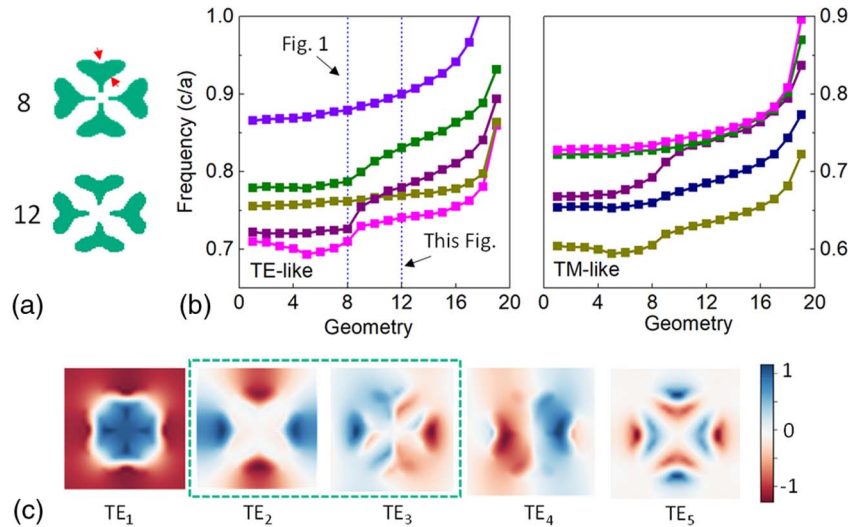 (a)
8
12
(b)
Frequency (c/a)
1.0
0.9
0.8
0.7
Fig. 1
This Fig.
TE-like
0 4 8 12 16 20
Geometry
TM-like
0.9
0.8
0.7
0.6
0 4 8 12 16 20
Geometry
(c)
TE1 TE2 TE3 TE4 TE5
1
0
-1